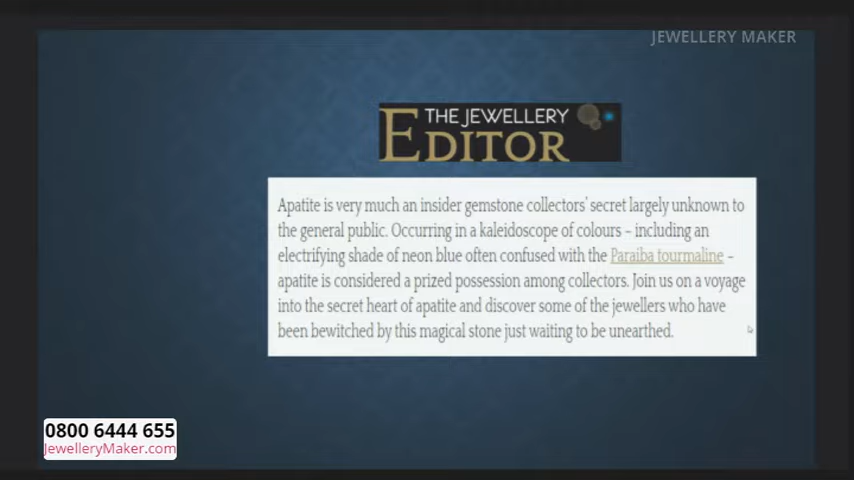 JEWELLERY MAKER
THE JEWELLERY
EDITOR
Apatite is very much an insider gemstone collectors' secret largely unknown to
the general public. Occurring in a kaleidoscope of colours – including an
electrifying shade of neon blue often confused with the Paraiba tourmaline –
apatite is considered a prized possession among collectors. Join us on a voyage
into the secret heart of apatite and discover some of the jewellers who have
been bewitched by this magical stone just waiting to be unearthed.
0800 6444 655
JewelleryMaker.com